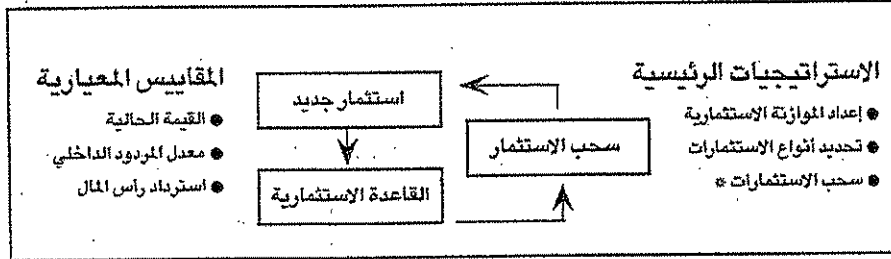 الاستراتيجيات الرئيسية
● إعداد الموازنة الاستثمارية
● تحديد أنواع الاستثمارات
● سحب الاستثمارات *
استثمار جديد
سحب الاستثمار
القاعدة الاستثمارية
المقاييس المعيارية
● القيمة الحالية
● معدل المردود الداخلي
● استرداد رأس المال